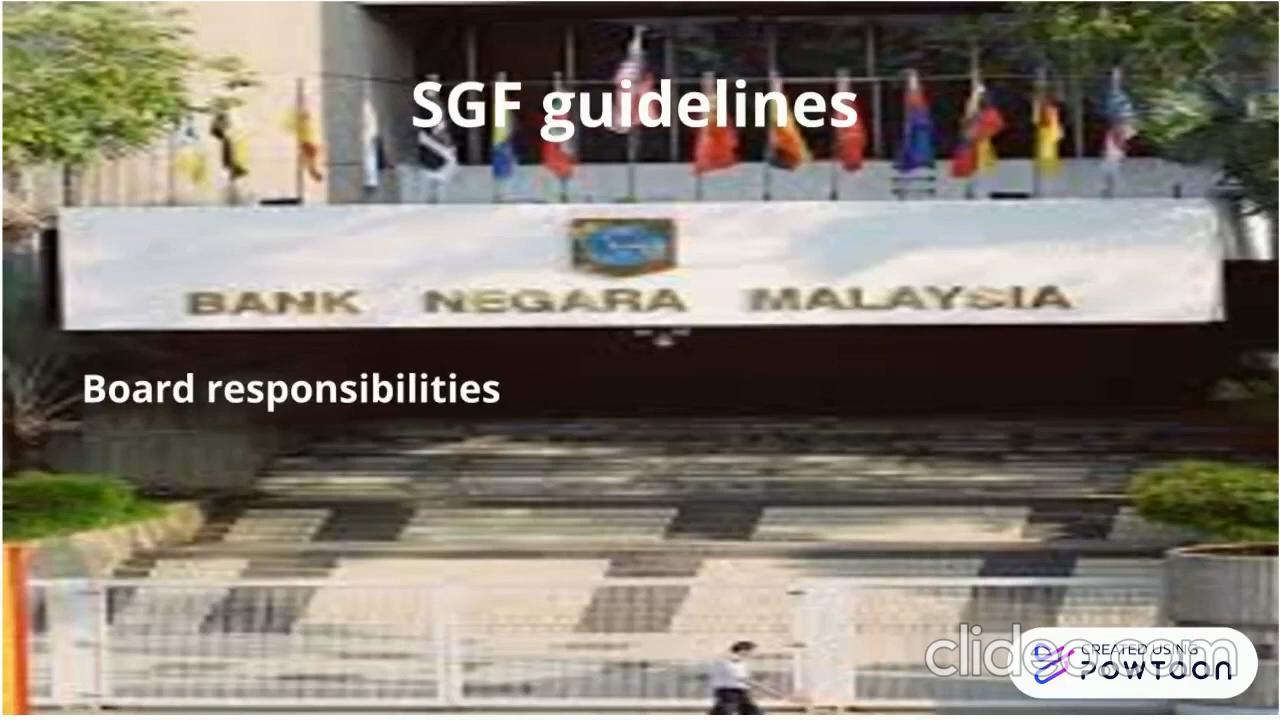 SGF guidelines
BANK NEGARA MALAYSIA
Board responsibilities
clideo.com
CREATED USING
POWTOON